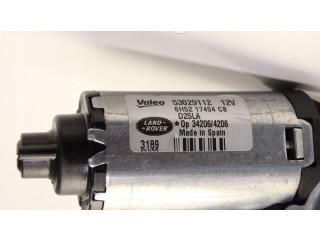 Valeo 53029112 12V
6H52 17404 CB
D25LA
LAND-ROVER
*Op 34206/4206
3189 Made in Spain